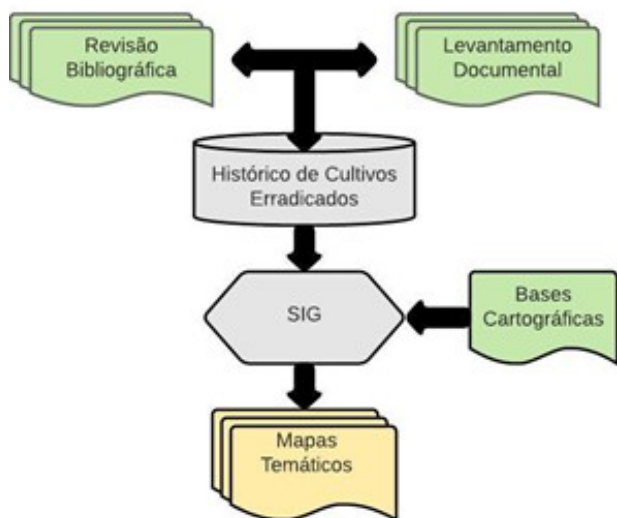 Revisão
Bibliográfica
Levantamento
Documental
Histórico de Cultivos
Erradicados
SIG
Bases
Cartográficas
Mapas
Temáticos